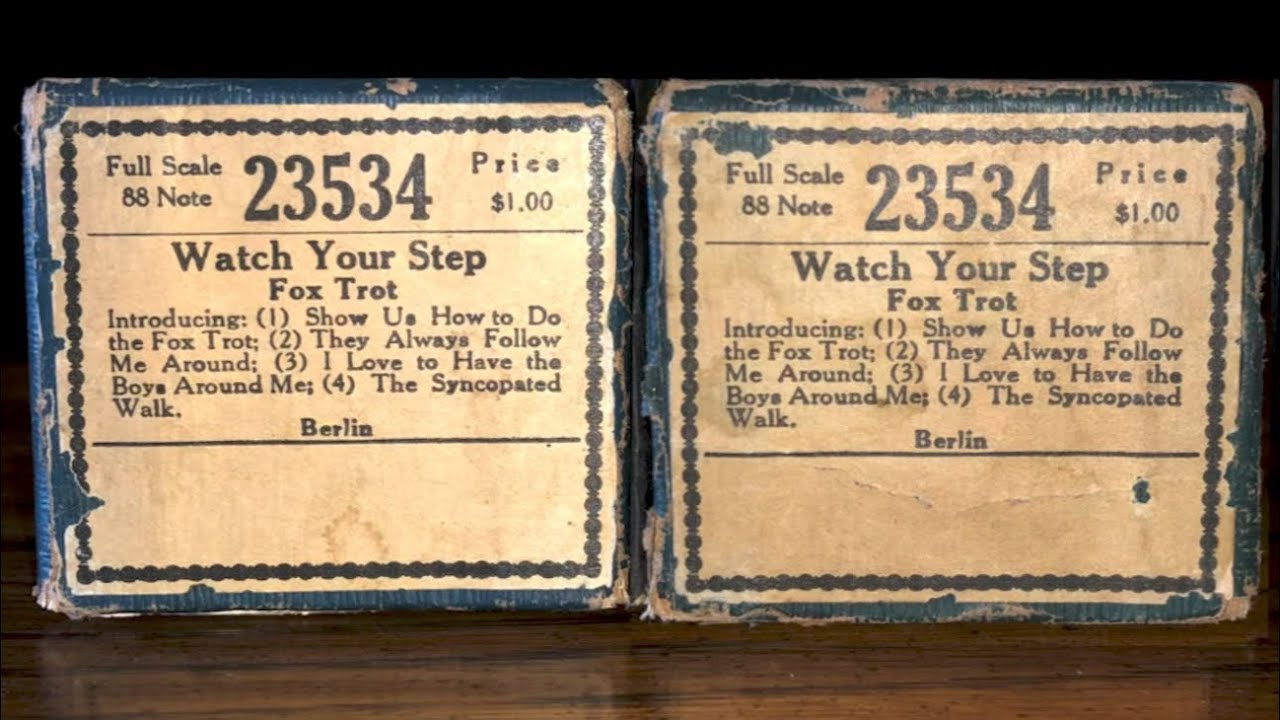 Full Scale 23534 Price
88 Note $1.00
Watch Your Step
Fox Trot
Introducing: (1) Show Us How to Do
the Fox Trot; (2) They Always Follow
Me Around; (3) I Love to Have the
Boys Around Me; (4) The Syncopated
Walk.
Berlin
Full Scale 23534 Price
88 Note $1.00
Watch Your Step
Fox Trot
Introducing: (1) Show Us How to Do
the Fox Trot; (2) They Always Follow
Me Around; (3) I Love to Have the
Boys Around Me; (4) The Syncopated
Walk.
Berlin